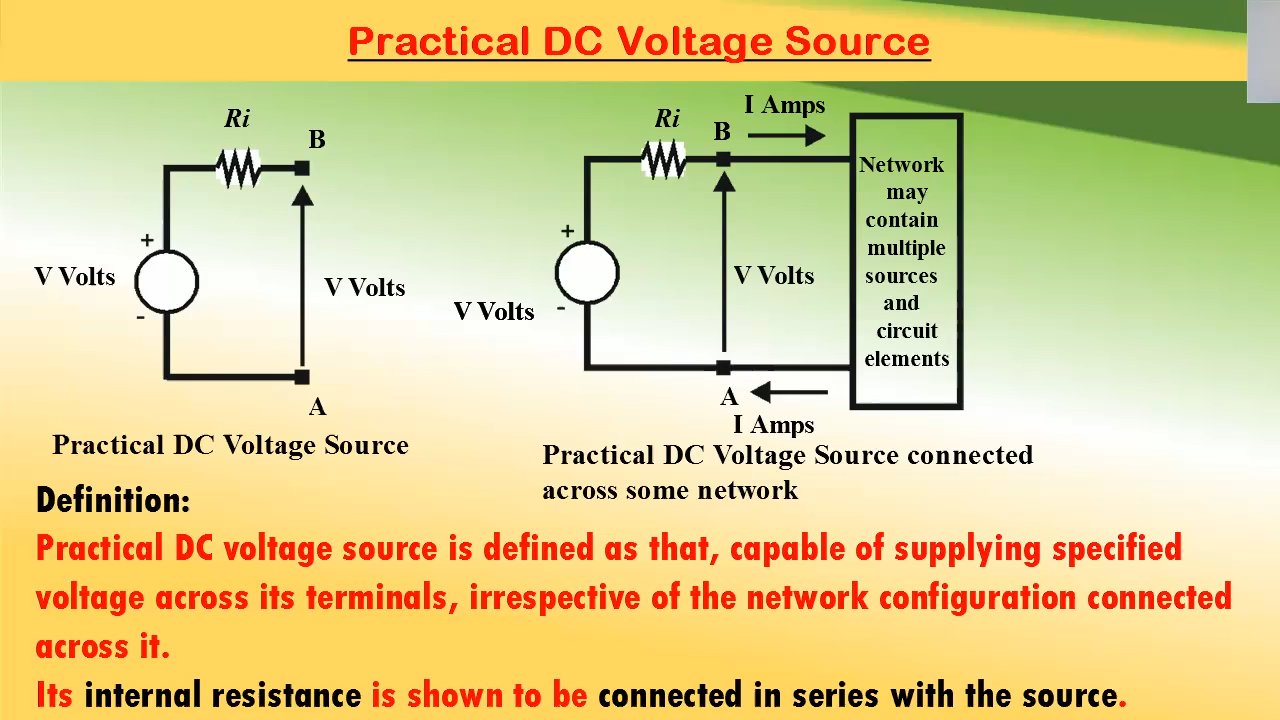 Practical DC Voltage Source
Ri
B
+
V Volts
-
V Volts
A
Practical DC Voltage Source
I Amps
Ri
B
+
V Volts
-
V Volts
A
I Amps
Network
may
contain
multiple
sources
and
circuit
elements
Practical DC Voltage Source connected
across some network
Definition:
Practical DC voltage source is defined as that, capable of supplying specified
voltage across its terminals, irrespective of the network configuration connected
across it.
Its internal resistance is shown to be connected in series with the source.